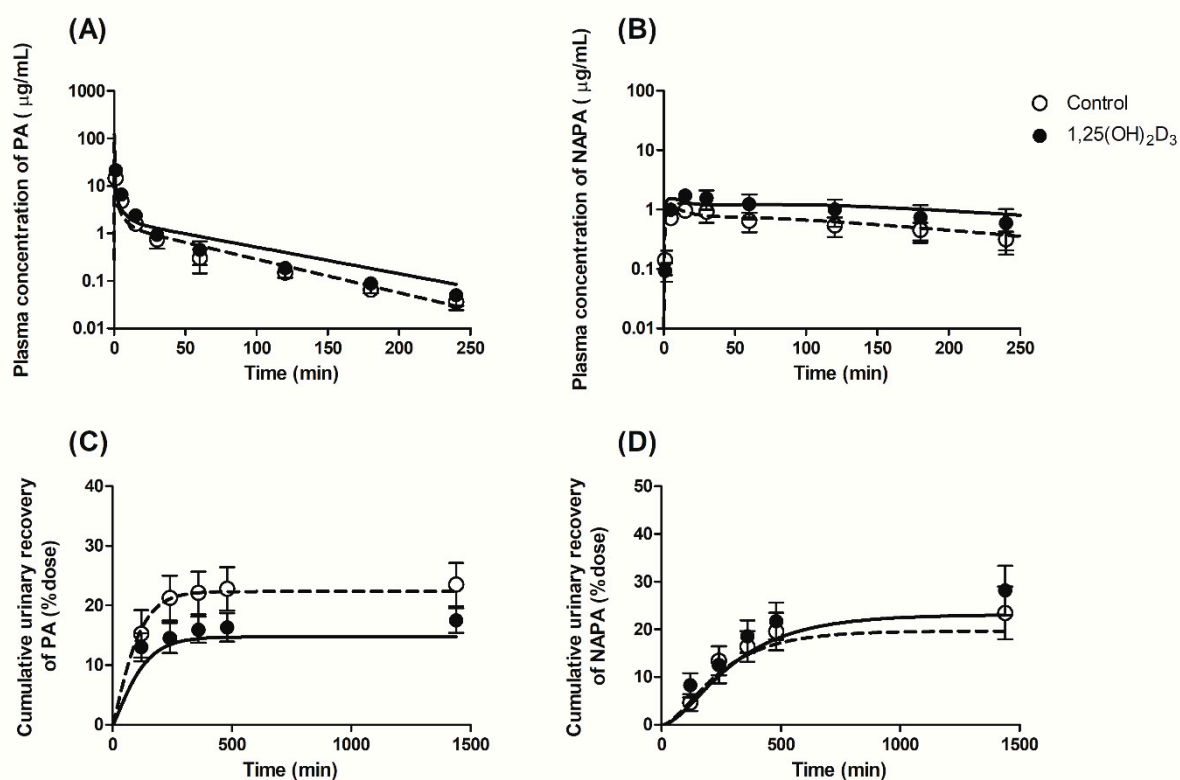 (A)
Plasma concentration of PA ( μg/mL)
1000
100
10
1
0.1
0.01
0 50 100 150 200 250
Time (min)
(B)
Plasma concentration of NAPA ( μg/mL)
100
10
1
0.1
0.01
0 50 100 150 200 250
Time (min)
Control
1,25(OH)₂D₃
(C)
Cumulative urinary recovery
of PA (%dose)
40
30
20
10
0
0 500 1000 1500
Time (min)
(D)
Cumulative urinary recovery
of NAPA (%dose)
50
40
30
20
10
0
0 500 1000 1500
Time (min)